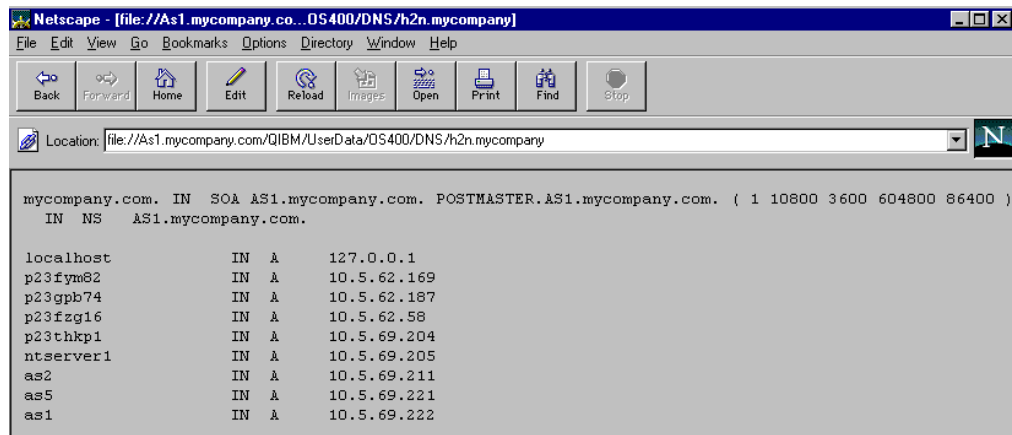 Netscape - [file://As1.mycompany.co...OS400/DNS/h2n.mycompany]
File Edit View Go Bookmarks Options Directory Window Help
Back Forward Home Edit Reload Images Open Print Find Stop
Location: file://As1.mycompany.com/QIBM/UserData/OS400/DNS/h2n.mycompany
N
mycompany.com. IN SOA AS1.mycompany.com. POSTMASTER.AS1.mycompany.com. ( 1 10800 3600 604800 86400 )
IN NS AS1.mycompany.com.
localhost IN A 127.0.0.1
p23fym82 IN A 10.5.62.169
p23gpb74 IN A 10.5.62.187
p23fzg16 IN A 10.5.62.58
p23thkp1 IN A 10.5.69.204
ntserver1 IN A 10.5.69.205
as2 IN A 10.5.69.211
as5 IN A 10.5.69.221
as1 IN A 10.5.69.222